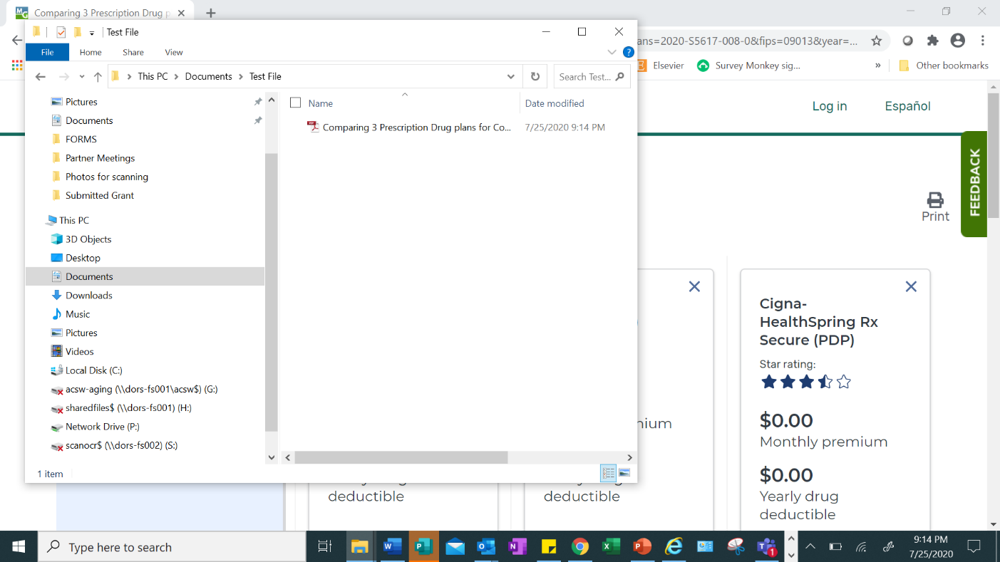 Comparing 3 Prescription Drug p
Test File
File
Home
Share
View
ans=2020-S5617-008-0&fips=09013&year=...
Elsevier
Survey Monkey sig...
»
Other bookmarks
This PC
Documents
Test File
Search Test...
Pictures
Documents
FORMS
Partner Meetings
Photos for scanning
Submitted Grant
This PC
3D Objects
Desktop
Documents
Downloads
Music
Pictures
Videos
Local Disk (C:)
acsw-aging (\\dors-fs001\acsw$) (G:)
sharedfiles$ (\\dors-fs001) (H:)
Network Drive (P:)
scanocr$ (\\dors-fs002) (S:)
Name
Date modified
Comparing 3 Prescription Drug plans for Co...
7/25/2020 9:14 PM
1 item
Log in
Español
FEEDBACK
Print
deductible
deductible
Cigna-
HealthSpring Rx
Secure (PDP)
Star rating:
$0.00
Monthly premium
$0.00
Yearly drug
deductible
Type here to search
1
9:14 PM
7/25/2020